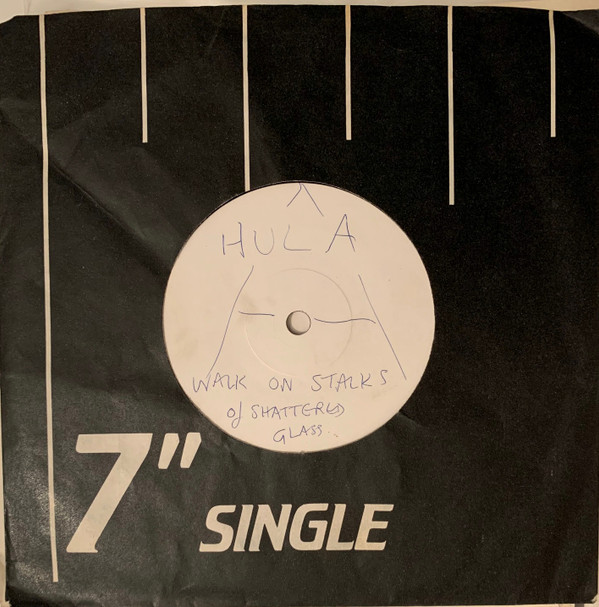 HULA
A
WALK ON STALKS
of SHATTERED
GLASS..
7" SINGLE